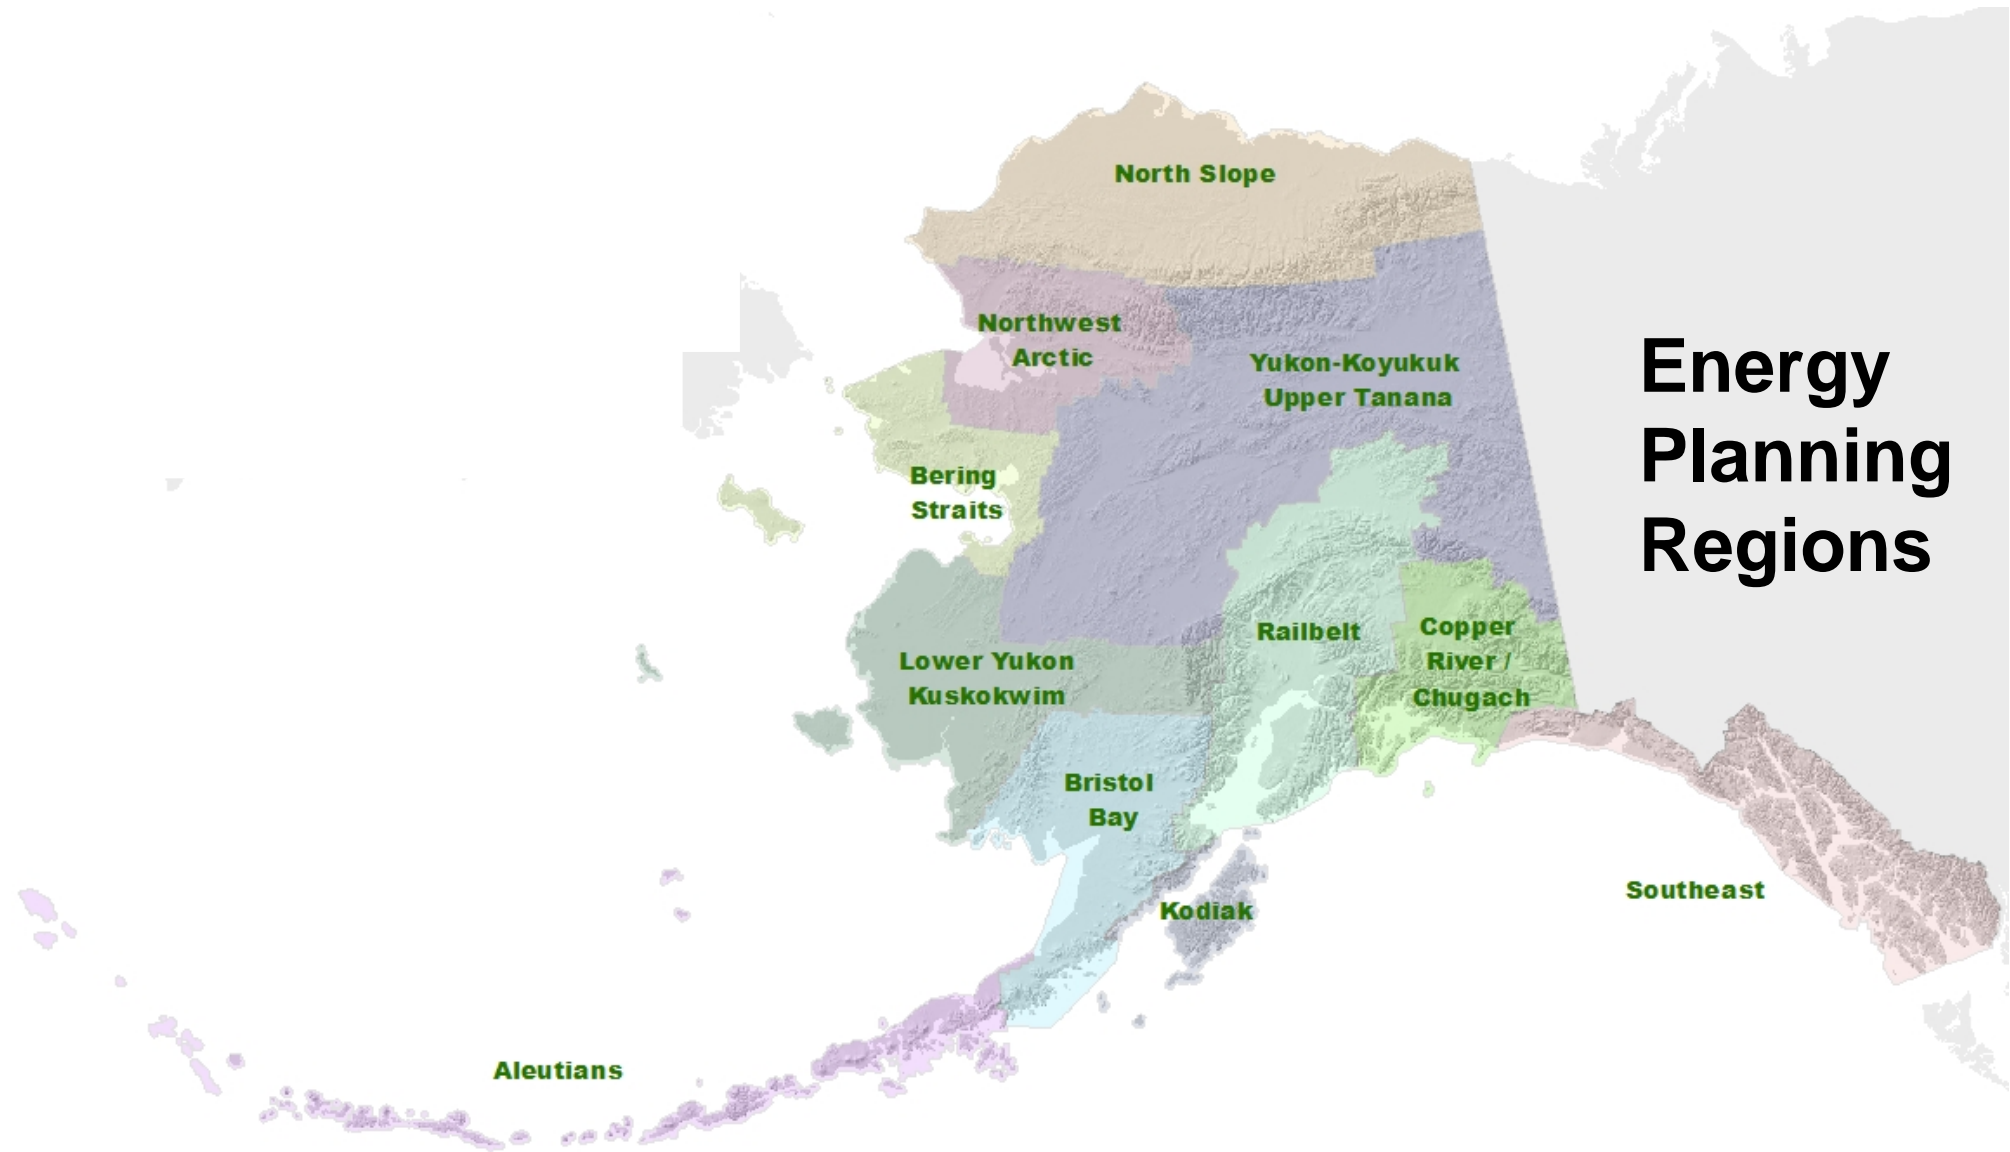 North Slope
Northwest
Arctic
Yukon-Koyukuk
Upper Tanana
Energy
Planning
Regions
Bering
Straits
Railbelt
Copper
River /
Chugach
Lower Yukon
Kuskokwim
Bristol
Bay
Kodiak
Southeast
Aleutians